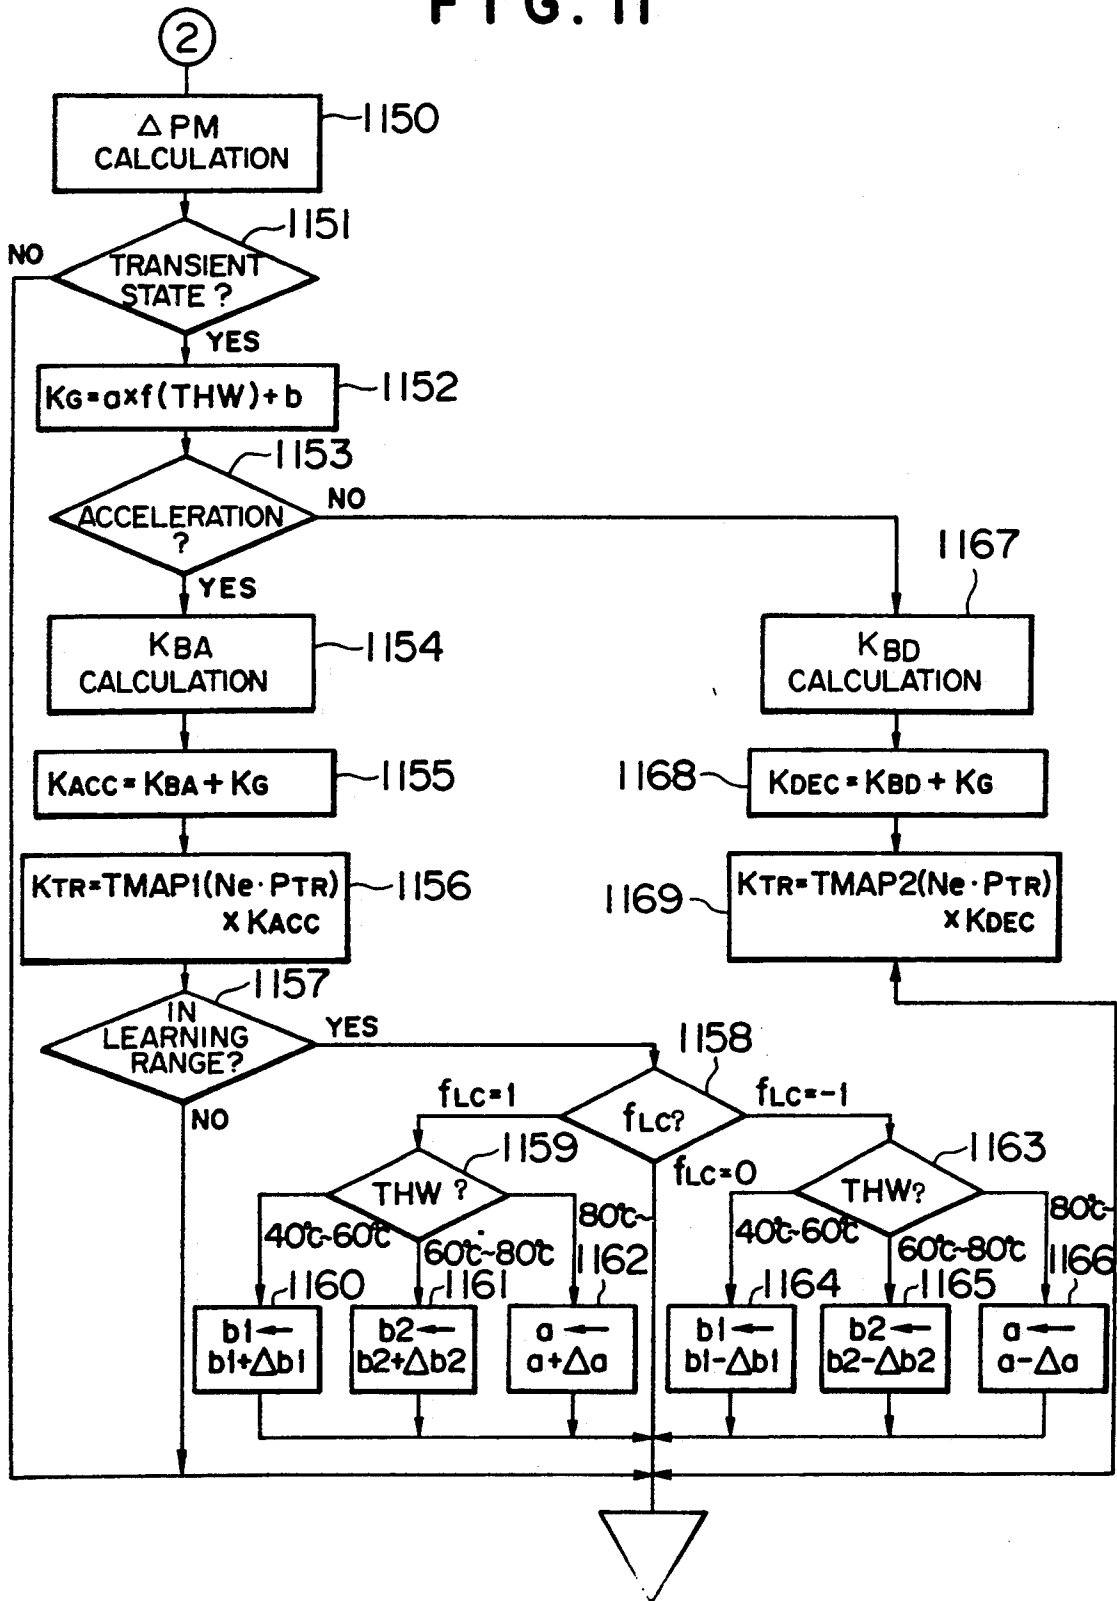 FIG. 11
2
ΔPM
CALCULATION
1150
1151
NO
TRANSIENT
STATE?
YES
KG=a×f(THW)+b
1152
1153
ACCELERATION
?
NO
YES
1167
KBA
CALCULATION
1154
KBD
CALCULATION
KACC=KBA+KG
1155
1168
KDEC=KBD+KG
KTR=TMAP1(Ne·PTR)
×KACC
1156
1169
KTR=TMAP2(Ne·PTR)
×KDEC
1157
IN
LEARNING
RANGE?
YES
NO
1158
fLC=1
fLC?
fLC=-1
fLC=0
1159
THW?
1163
THW?
40℃~60℃
60℃~80℃
80℃~
40℃~60℃
60℃~80℃
80℃~
1160
1161
1162
1164
1165
1166
b1←
b1+Δb1
b2←
b2+Δb2
a←
a+Δa
b1←
b1-Δb1
b2←
b2-Δb2
a←
a-Δa